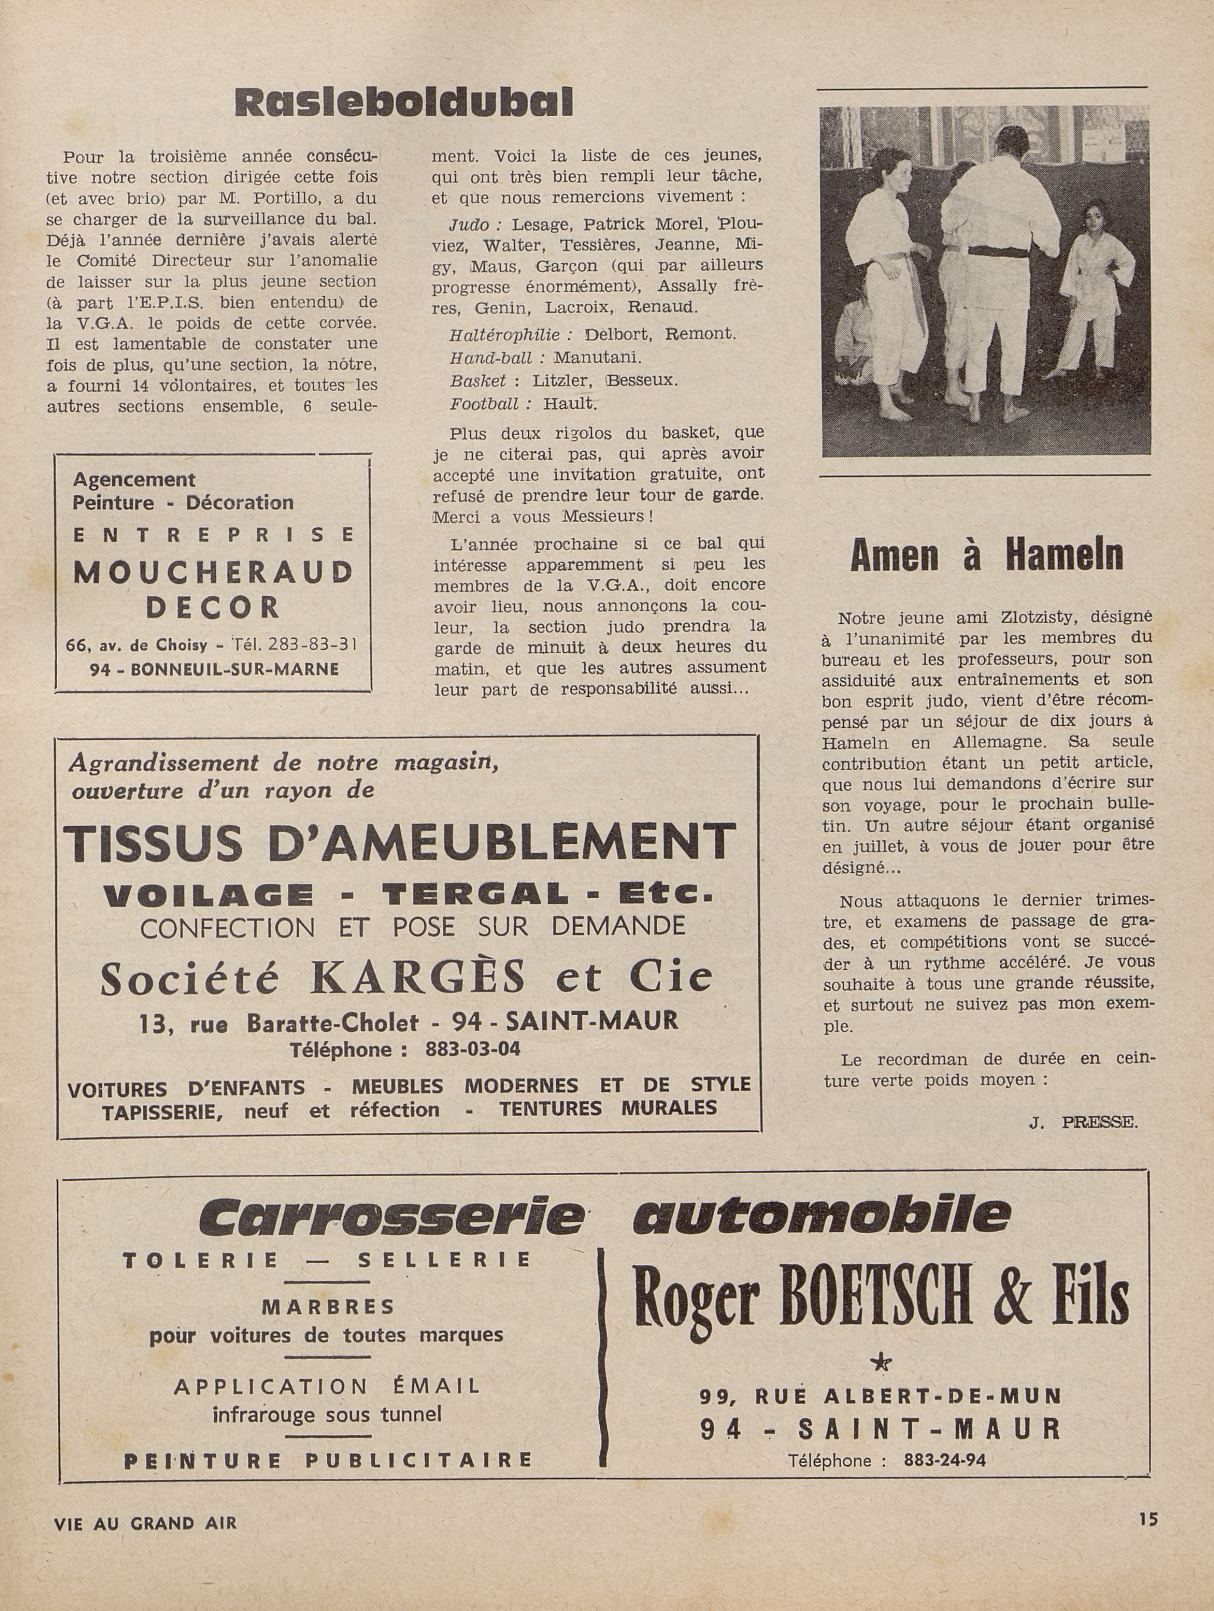 Rasleboldubal
Pour la troisième année consécu-
tive notre section dirigée cette fois
(et avec brio) par M. Portillo, a du
se charger de la surveillance du bal.
Déjà l'année dernière j'avais alerté
le Comité Directeur sur l'anomalie
de laisser sur la plus jeune section
(à part l'E.P.I.S. bien entendu) de
la V.G.A. le poids de cette corvée.
Il est lamentable de constater une
fois de plus, qu'une section, la nôtre,
a fourni 14 vólontaires, et toutes les
autres sections ensemble, 6 seule-
ment. Voici la liste de ces jeunes,
qui ont très bien rempli leur tâche,
et que nous remercions vivement :
Judo : Lesage, Patrick Morel, Plou-
viez, Walter, Tessières, Jeanne, Mi-
gy, Maus, Garçon (qui par ailleurs
progresse énormément), Assally frè-
res, Genin, Lacroix, Renaud.
Haltérophilie : Delbort, Remont.
Hand-ball : Manutani.
Basket : Litzler, Besseux.
Football : Hault.
Plus deux rigolos du basket, que
je ne citerai pas, qui après avoir
accepté une invitation gratuite, ont
refusé de prendre leur tour de garde.
Merci a vous Messieurs !
L'année prochaine si ce bal qui
intéresse apparemment si peu les
membres de la V.G.A., doit encore
avoir lieu, nous annonçons la cou-
leur, la section judo prendra la
garde de minuit à deux heures du
matin, et que les autres assument
leur part de responsabilité aussi...
Agencement
Peinture - Décoration
ENTREPRISE
MOUCHERAUD
DECOR
66, av. de Choisy - Tél. 283-83-31
94 - BONNEUIL-SUR-MARNE
Agrandissement de notre magasin,
ouverture d'un rayon de
TISSUS D'AMEUBLEMENT
VOILAGE - TERGAL - Etc.
CONFECTION ET POSE SUR DEMANDE
Société KARGÈS et Cie
13, rue Baratte-Cholet - 94 - SAINT-MAUR
Téléphone : 883-03-04
VOITURES D'ENFANTS - MEUBLES MODERNES ET DE STYLE
TAPISSERIE, neuf et réfection - TENTURES MURALES
Amen à Hameln
Notre jeune ami Zlotzisty, désigné
à l'unanimité par les membres du
bureau et les professeurs, pour son
assiduité aux entraînements et son
bon esprit judo, vient d'être récom-
pensé par un séjour de dix jours à
Hameln en Allemagne. Sa seule
contribution étant un petit article,
que nous lui demandons d'écrire sur
son voyage, pour le prochain bulle-
tin. Un autre séjour étant organisé
en juillet, à vous de jouer pour être
désigné...
Nous attaquons le dernier trimes-
tre, et examens de passage de gra-
des, et compétitions vont se succé-
der à un rythme accéléré. Je vous
souhaite à tous une grande réussite,
et surtout ne suivez pas mon exem-
ple.
Le recordman de durée en cein-
ture verte poids moyen :
J. PRESSE.
Carrosserie automobile
TOLERIE — SELLERIE
MARBRES
pour voitures de toutes marques
APPLICATION ÉMAIL
infrarouge sous tunnel
PEINTURE PUBLICITAIRE
Roger BOETSCH & Fils
99, RUE ALBERT-DE-MUN
94 - SAINT-MAUR
Téléphone : 883-24-94
VIE AU GRAND AIR
15